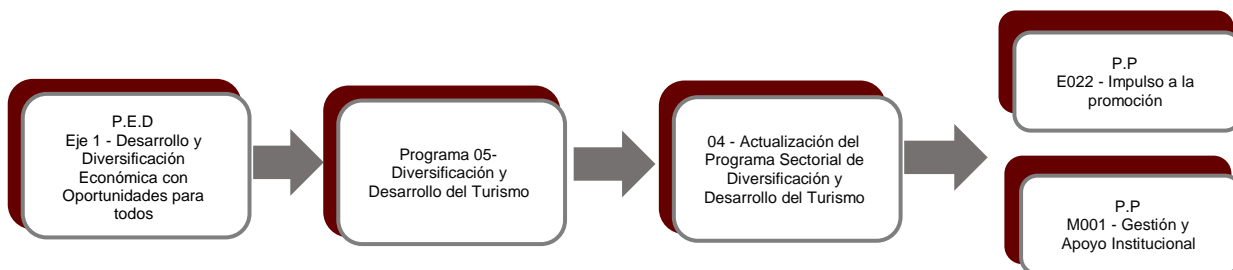 P.E.D
Eje 1 - Desarrollo y
Diversificación
Económica con
Oportunidades para
todos
Programa 05-
Diversificación y
Desarrollo del Turismo
04 - Actualización del
Programa Sectorial de
Diversificación y
Desarrollo del Turismo
P.P
E022 - Impulso a la
promoción
P.P
M001 - Gestión y
Apoyo Institucional